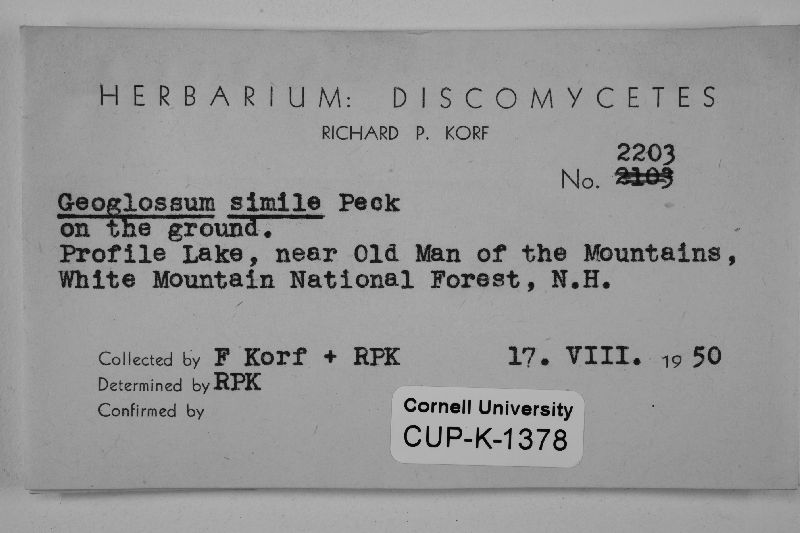 HERBARIUM: DISCOMYCETES
RICHARD P. KORF
2203
No. 2103
Geoglossum simile Peck
on the ground.
Profile Lake, near Old Man of the Mountains,
White Mountain National Forest, N.H.
Collected by F Korf + RPK 17. VIII. 19 50
Determined by RPK
Confirmed by
Cornell University
CUP-K-1378